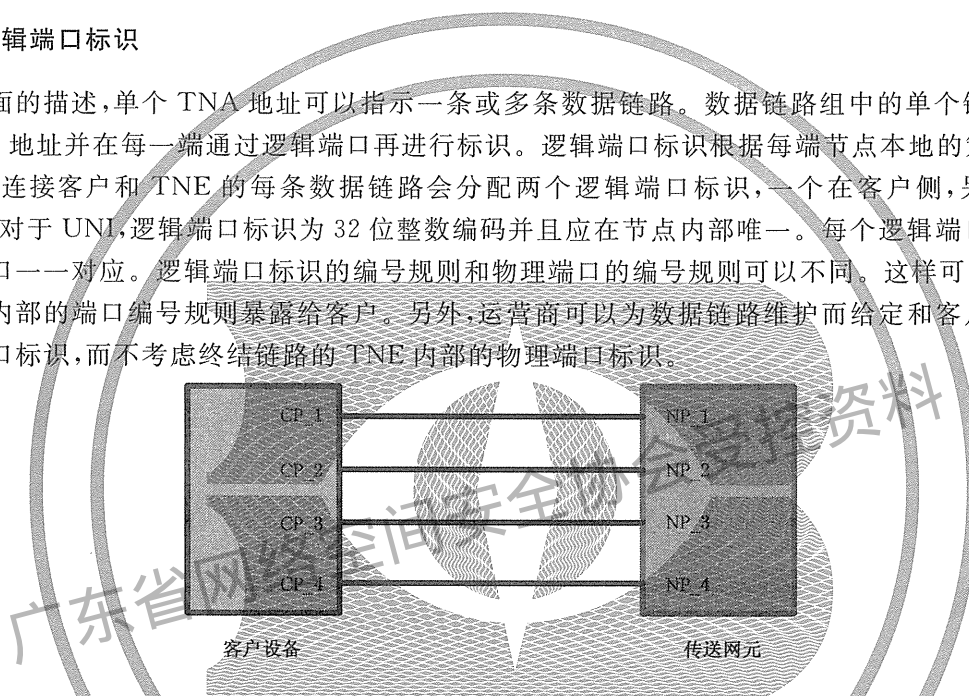 辑端口标识
面的描述,单个 TNA 地址可以指示一条或多条数据链路。数据链路组中的单个
地址并在每一端通过逻辑端口再进行标识。逻辑端口标识根据每端节点本地的
连接客户和 TNE 的每条数据链路会分配两个逻辑端口标识,一个在客户侧,
对于 UNI,逻辑端口标识为 32 位整数编码并且应在节点内部唯一。每个逻辑端
口一一对应。逻辑端口标识的编号规则和物理端口的编号规则可以不同。这样可
内部的端口编号规则暴露给客户。另外,运营商可以为数据链路维护而给定和客
口标识,而不考虑终结链路的 TNE 内部的物理端口标识。
CP_1 NP_1
CP_2 NP_2
CP_3 NP_3
CP_4 NP_4
客户设备 传送网元
广东省网络空间安全协会受控资料